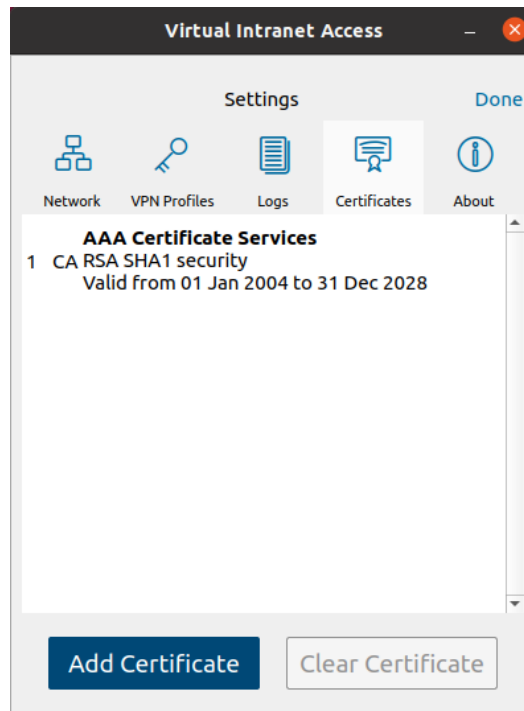 Virtual Intranet Access
Settings
Done
Network VPN Profiles Logs Certificates About
AAA Certificate Services
1 CA RSA SHA1 security
Valid from 01 Jan 2004 to 31 Dec 2028
Add Certificate Clear Certificate